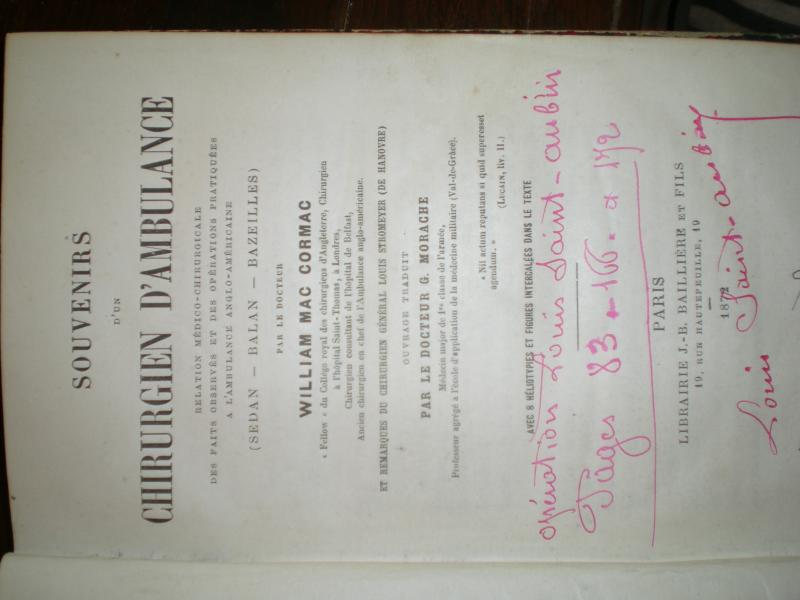 SOUVENIRS
D'UN
CHIRURGIEN D'AMBULANCE
RELATION MÉDICO-CHIRURGICALE
DES FAITS OBSERVÉS ET DES OPÉRATIONS PRATIQUÉES
A L'AMBULANCE ANGLO-AMÉRICAINE
(SEDAN — BALAN — BAZEILLES)
PAR LE DOCTEUR
WILLIAM MAC CORMAC
« Fellow » du Collége royal des chirurgiens d'Angleterre, Chirurgien
à l'hôpital Saint-Thomas, à Londres,
Chirurgien consultant de l'hôpital de Belfast,
Ancien chirurgien en chef de l'Ambulance anglo-américaine.
ET REMARQUES DU CHIRURGIEN GÉNÉRAL LOUIS STROMEYER (DE HANOVRE)
OUVRAGE TRADUIT
PAR LE DOCTEUR G. MORACHE
Médecin major de 1re classe de l'armée,
Professeur agrégé à l'école d'application de la médecine militaire (Val-de-Grâce).
« Nil actum reputans si quid superesset
agendum. »
(LUCAIN, liv. II.)
AVEC 8 HÉLIOTYPIES ET FIGURES INTERCALÉES DANS LE TEXTE
opération Louis Saint-aubin
Pages 83-166- a 172
PARIS
LIBRAIRIE J.-B. BAILLIÈRE ET FILS
19, RUE HAUTEFEUILLE, 19
1872
Louis Saint-aubin